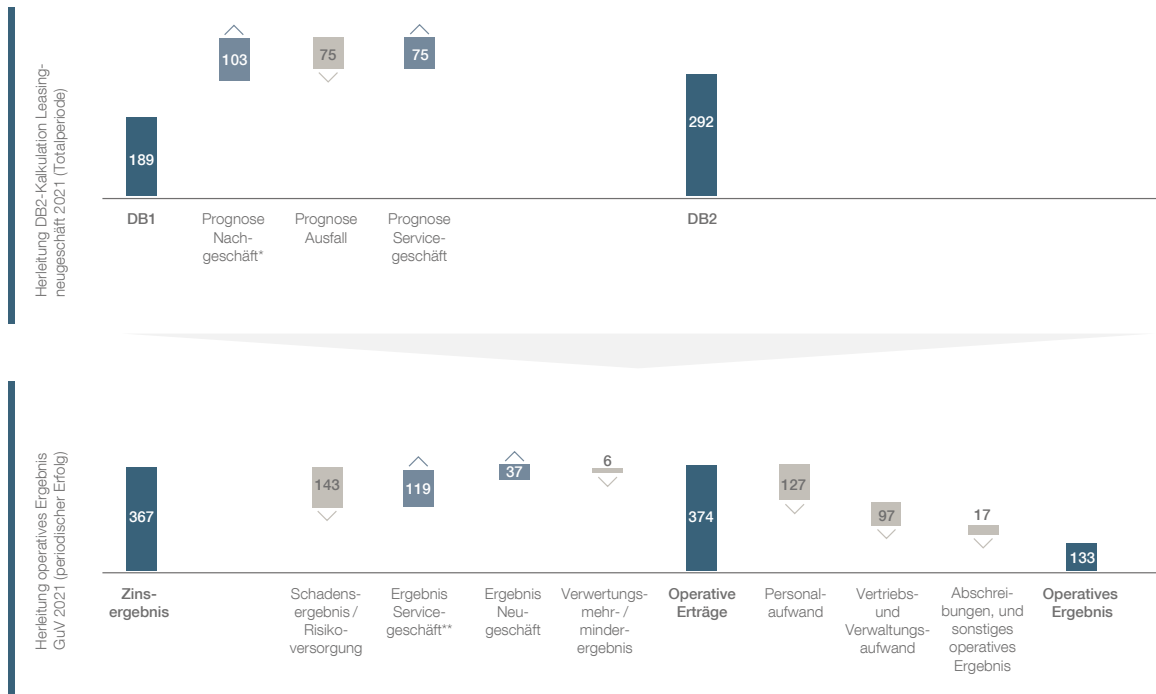 Herleitung DB2-Kalkulation Leasing-
neugeschäft 2021 (Totalperiode)
103
75
75
189
292
DB1
Prognose
Nach-
geschäft*
Prognose
Ausfall
Prognose
Service-
geschäft
DB2
Herleitung operatives Ergebnis
GuV 2021 (periodischer Erfolg)
367
143
119
37
6
374
127
97
17
133
Zins-
ergebnis
Schadens-
ergebnis /
Risiko-
versorgung
Ergebnis
Service-
geschäft**
Ergebnis
Neu-
geschäft
Verwertungs-
mehr- /
minder-
ergebnis
Operative
Erträge
Personal-
aufwand
Vertriebs-
und
Verwaltungs-
aufwand
Abschrei-
bungen, und
sonstiges
operatives
Ergebnis
Operatives
Ergebnis